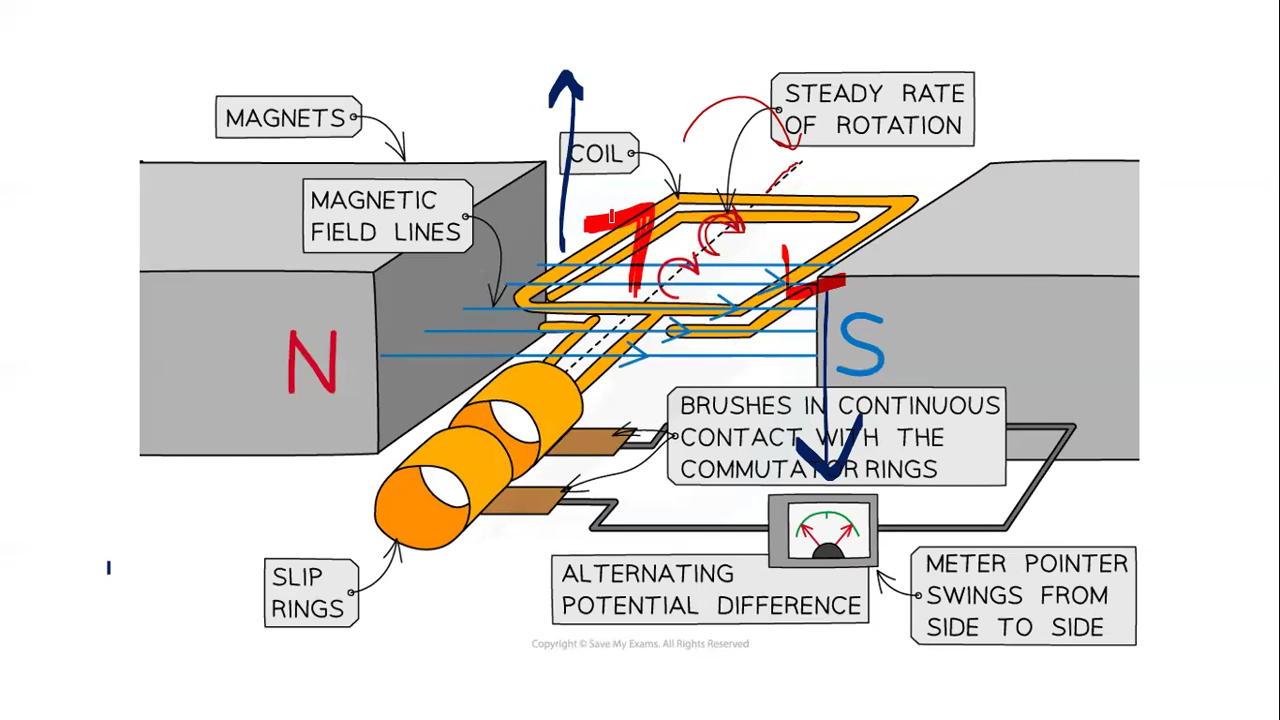 MAGNETS
STEADY RATE
OF ROTATION
COIL
MAGNETIC
FIELD LINES
N
S
BRUSHES IN CONTINUOUS
CONTACT WITH THE
COMMUTATOR RINGS
SLIP
RINGS
ALTERNATING
POTENTIAL DIFFERENCE
METER POINTER
SWINGS FROM
SIDE TO SIDE
Copyright © Save My Exams. All Rights Reserved